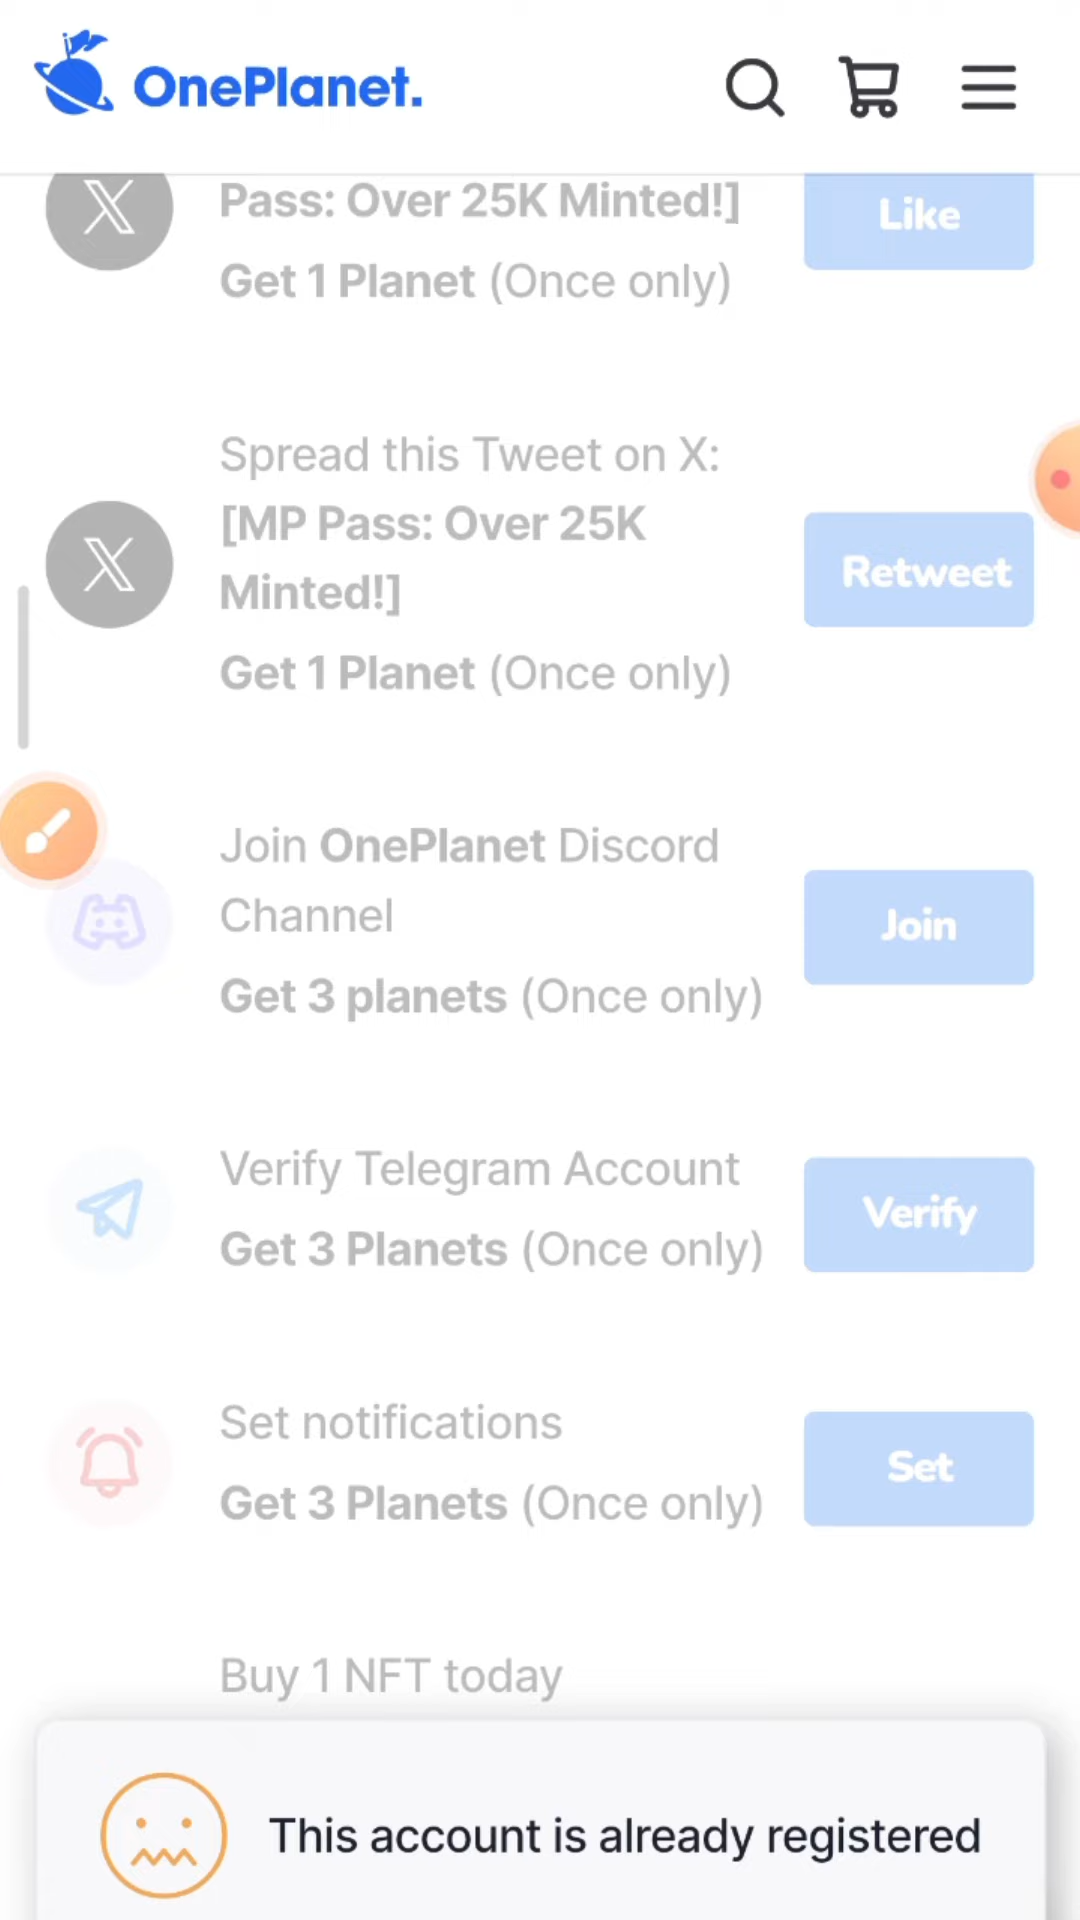 OnePlanet.
Pass: Over 25K Minted!]
Like
Get 1 Planet (Once only)
Spread this Tweet on X:
[MP Pass: Over 25K
Minted!]
Retweet
Get 1 Planet (Once only)
Join OnePlanet Discord
Channel
Join
Get 3 planets (Once only)
Verify Telegram Account
Verify
Get 3 Planets (Once only)
Set notifications
Set
Get 3 Planets (Once only)
Buy 1 NFT today
This account is already registered